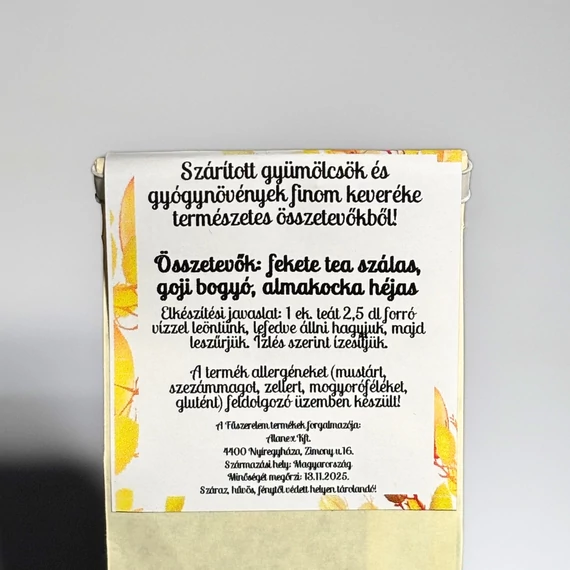 Szárított gyümölcsök és
gyógynövények finom keveréke
természetes összetevőkből!
Összetevők: fekete tea szálas,
goji bogyó, almakocka héjas
Elkészítési javaslat: 1 ek. teát 2,5 dl forró
vízzel leöntünk, lefedve állni hagyjuk, majd
leszűrjük. Ízlés szerint ízesítjük.
A termék allergéneket (mustárt,
szezámmagot, zellert, mogyoróféléket,
glutént) feldolgozó üzemben készült!
A Fűszerelem termékek forgalmazója:
Alanex Kft.
4400 Nyíregyháza, Zimony u.16.
Származási hely: Magyarország
Minőségét megőrzi: 13.11.2025.
Száraz, hűvös, fénytől védett helyen tárolandó!